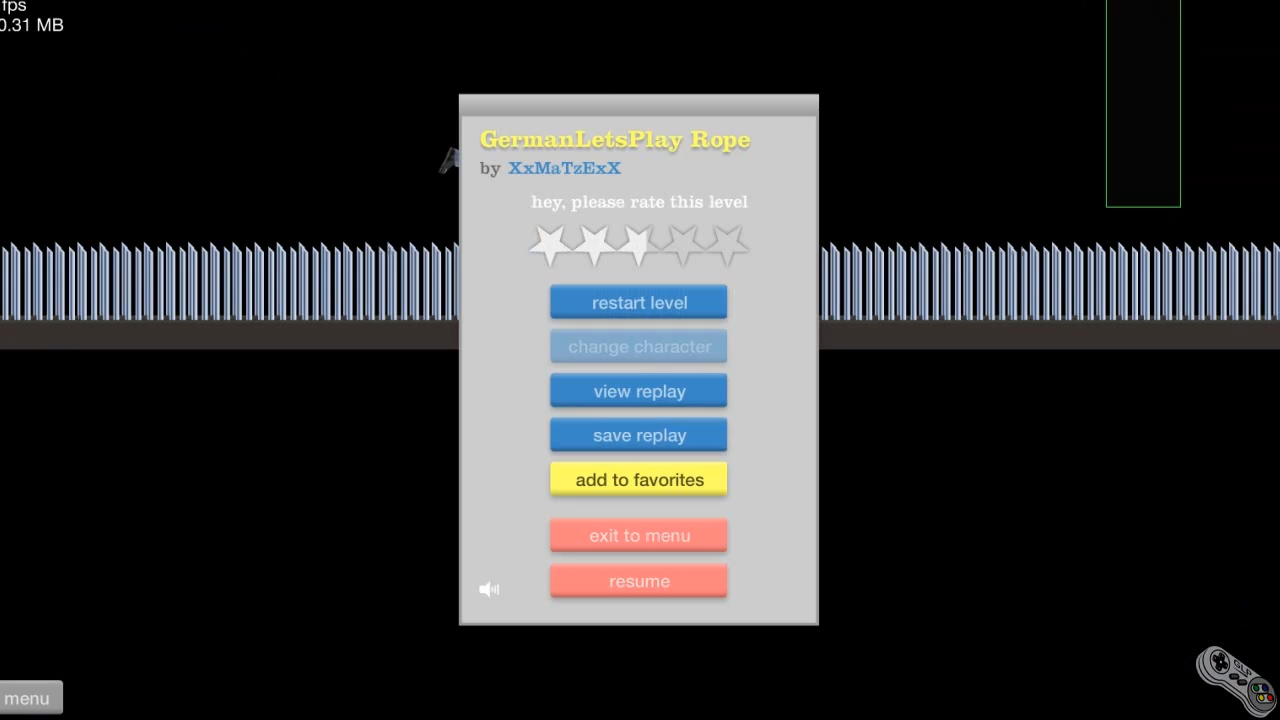 fps
0.31 MB
GermanLetsPlay Rope
by XxMaTzExX
hey, please rate this level
restart level
change character
view replay
save replay
add to favorites
exit to menu
resume
menu
GLP